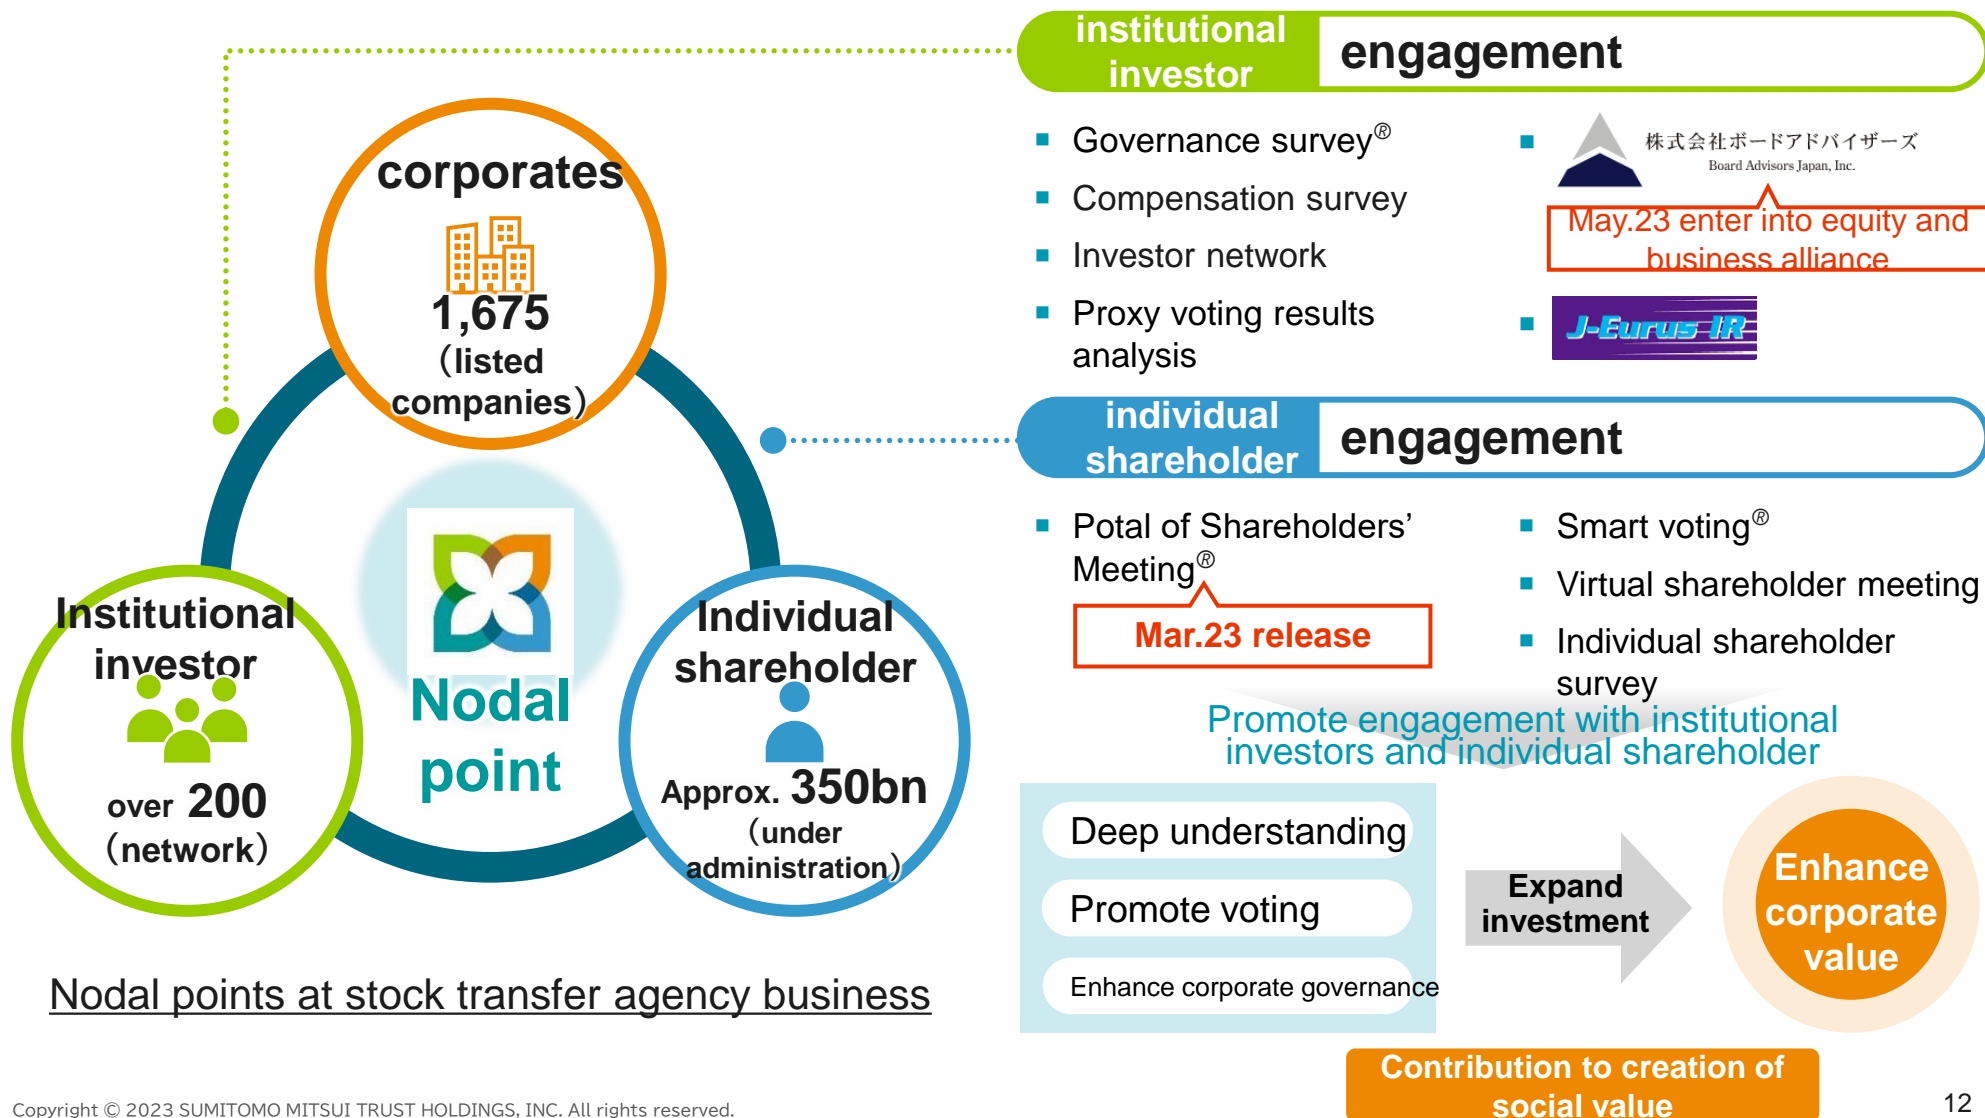 corporates
1,675
（listed
companies）
Institutional
investor
over 200
（network）
Nodal
point
Individual
shareholder
Approx. 350bn
（under
administration）
Nodal points at stock transfer agency business
institutional
investor
engagement
Governance survey®
Compensation survey
Investor network
Proxy voting results
analysis
株式会社ボードアドバイザーズ
Board Advisors Japan, Inc.
May.23 enter into equity and
business alliance
J-Eurus IR
individual
shareholder
engagement
Potal of Shareholders’
Meeting®
Mar.23 release
Smart voting®
Virtual shareholder meeting
Individual shareholder
survey
Promote engagement with institutional
investors and individual shareholder
Deep understanding
Promote voting
Enhance corporate governance
Expand
investment
Enhance
corporate
value
Contribution to creation of
social value
Copyright © 2023 SUMITOMO MITSUI TRUST HOLDINGS, INC. All rights reserved.
12